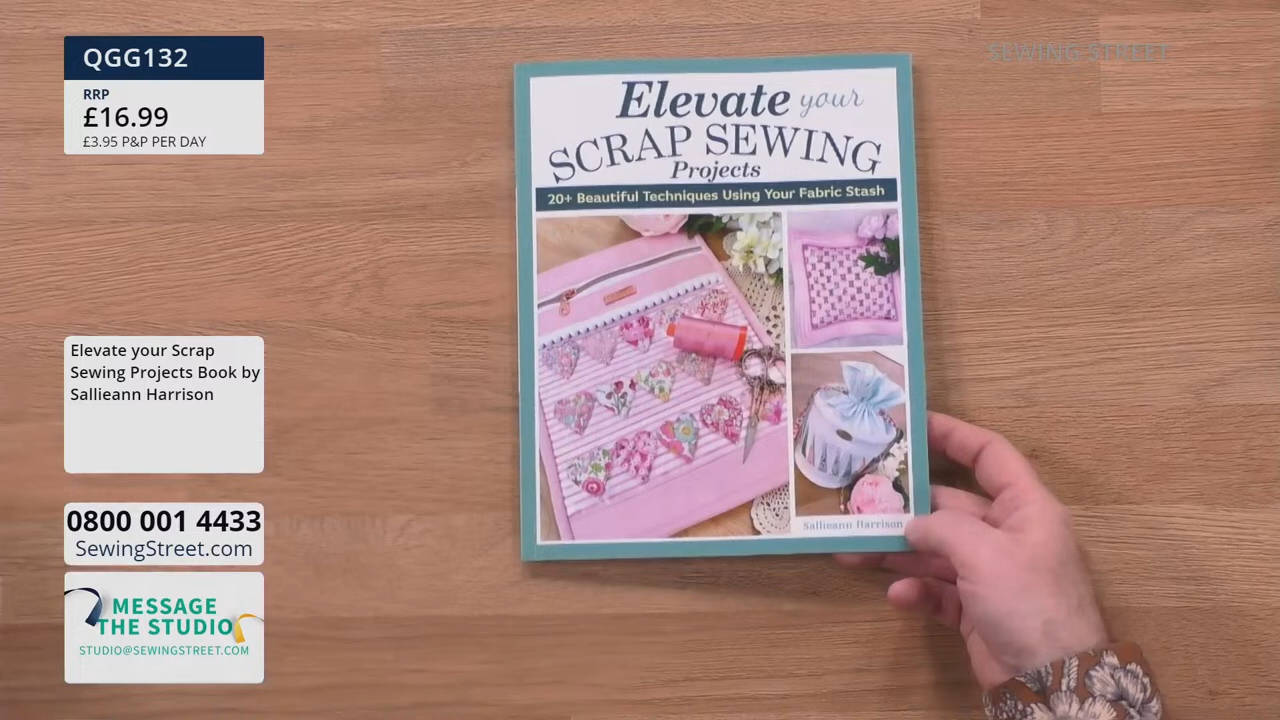 QGG132
RRP
£16.99
£3.95 P&P PER DAY
SEWING STREET
Elevate your
SCRAP SEWING
Projects
20+ Beautiful Techniques Using Your Fabric Stash
Sallieann Harrison
Elevate your Scrap
Sewing Projects Book by
Sallieann Harrison
0800 001 4433
SewingStreet.com
MESSAGE
THE STUDIO
STUDIO@SEWINGSTREET.COM